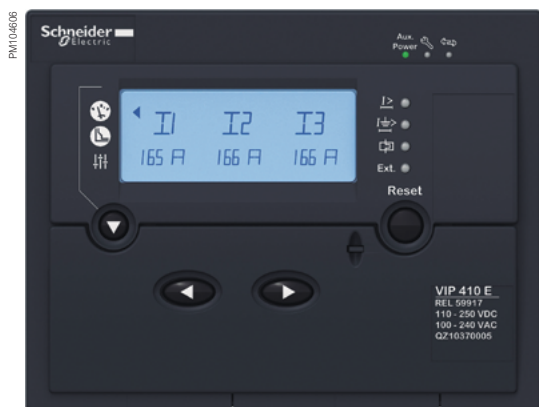 PM104606
Schneider
Electric
Aux.
Power
I1 I2 I3
165 A 166 A 166 A
I>
I⏚>
Ext.
Reset
VIP 410 E
REL 59917
110 - 250 VDC
100 - 240 VAC
QZ10370005